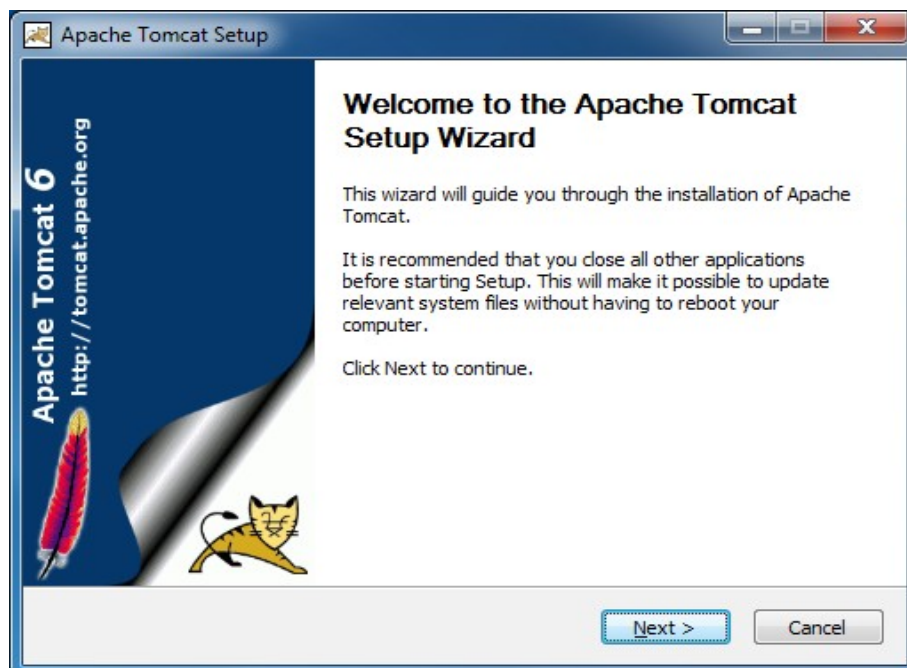 Apache Tomcat Setup
Apache Tomcat 6
http://tomcat.apache.org
Welcome to the Apache Tomcat
Setup Wizard
This wizard will guide you through the installation of Apache
Tomcat.
It is recommended that you close all other applications
before starting Setup. This will make it possible to update
relevant system files without having to reboot your
computer.
Click Next to continue.
Next >
Cancel